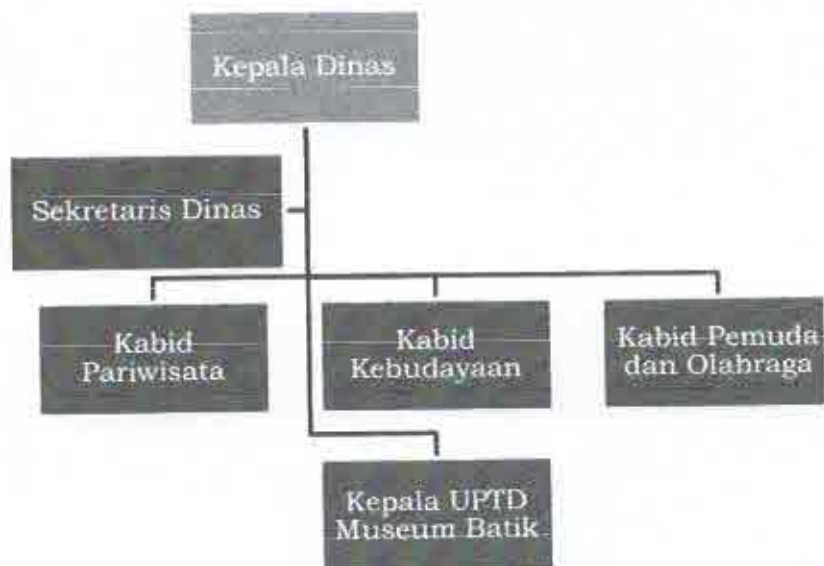 Kepala Dinas
Sekretaris Dinas
Kabid
Pariwisata
Kabid
Kebudayaan
Kabid Pemuda
dan Olahraga
Kepala UPTD
Museum Batik